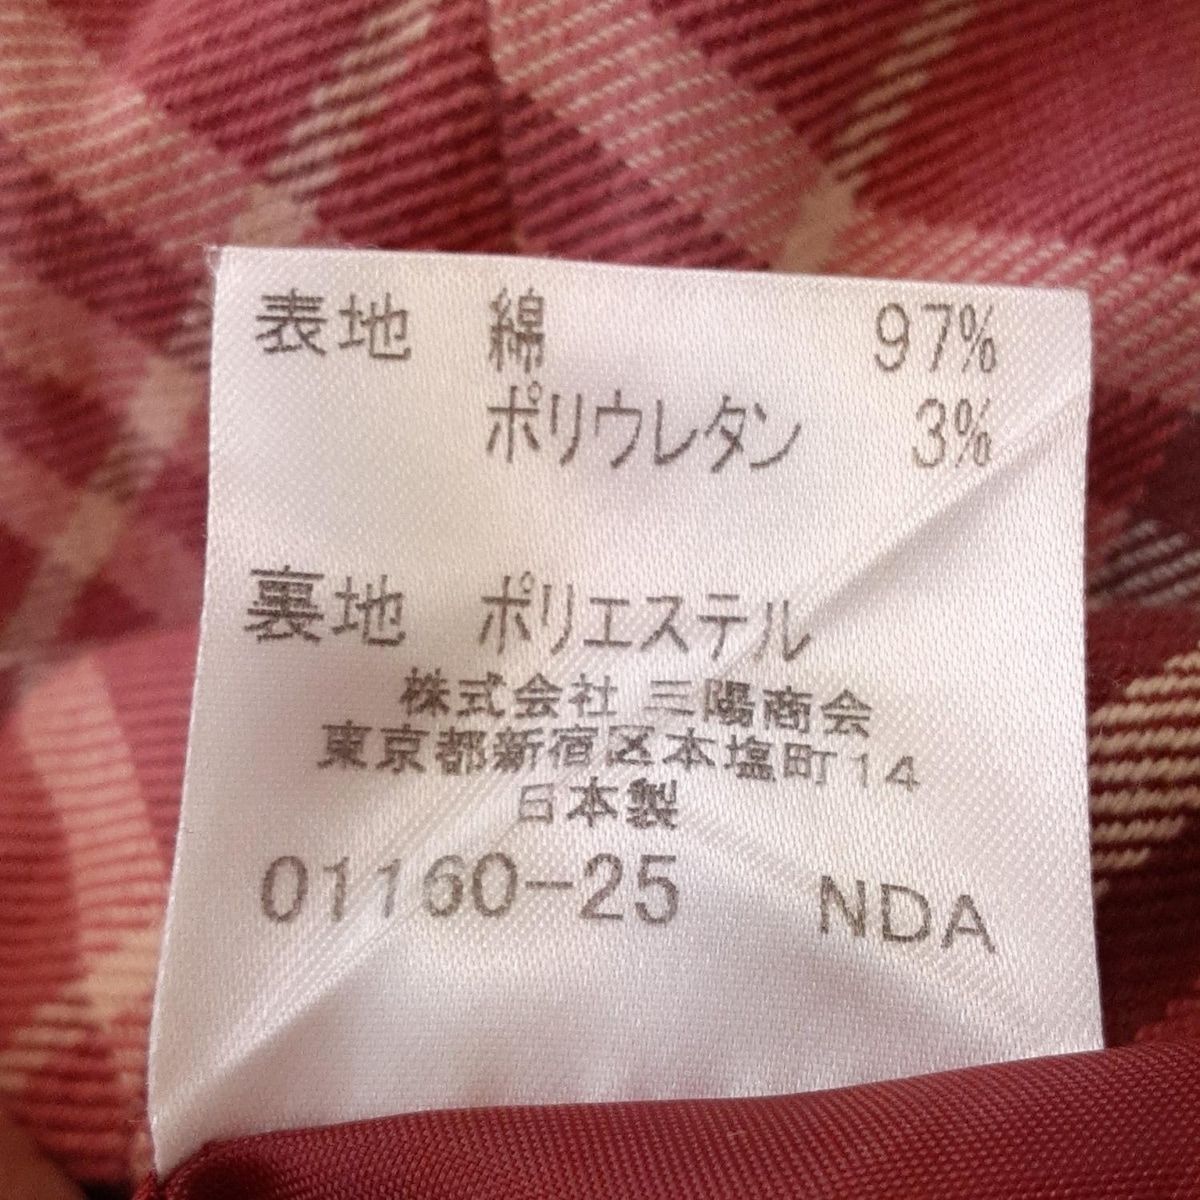 表地 綿 97%
ポリウレタン 3%
裏地 ポリエステル
株式会社 三陽商会
東京都新宿区本塩町14
日本製
01160-25 NDA